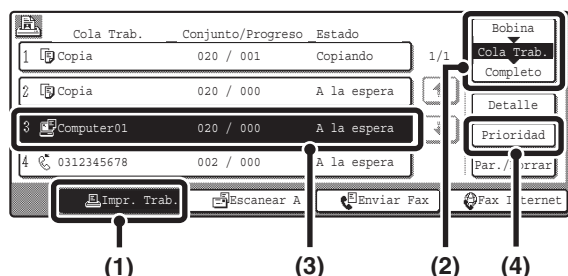 Cola Trab. Conjunto/Progreso Estado
1 Copia 020 / 001 Copiando
2 Copia 020 / 000 A la espera
3 Computer01 020 / 000 A la espera
4 0312345678 002 / 000 A la espera
1/1
Bobina
Cola Trab.
Completo
Detalle
Prioridad
Par./Borrar
Impr. Trab. Escanear A Enviar Fax Fax Internet
(1) (3) (2) (4)